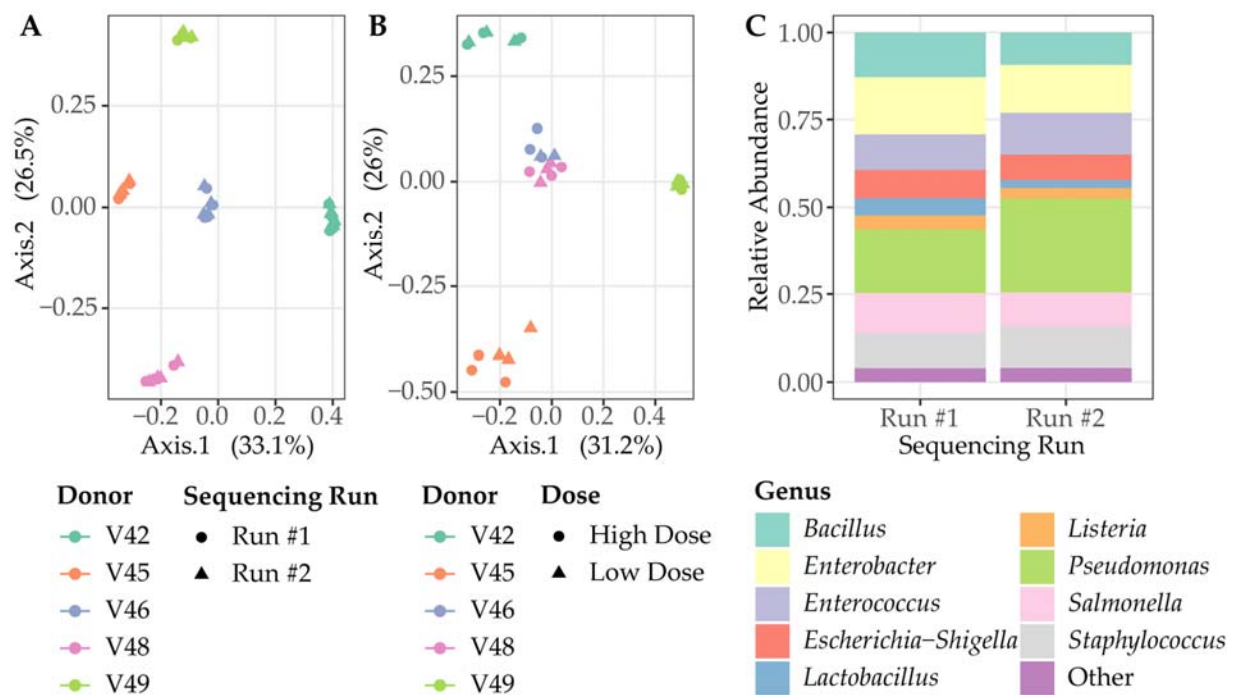 A
Axis.2 (26.5%)
0.25
0.00
−0.25
−0.2 0.0 0.2 0.4
Axis.1 (33.1%)
B
Axis.2 (26%)
0.25
0.00
−0.25
−0.50
−0.2 0.0 0.2 0.4
Axis.1 (31.2%)
C
Relative Abundance
1.00
0.75
0.50
0.25
0.00
Run #1 Run #2
Sequencing Run
Donor
V42
V45
V46
V48
V49
Sequencing Run
Run #1
Run #2
Donor
V42
V45
V46
V48
V49
Dose
High Dose
Low Dose
Genus
Bacillus
Enterobacter
Enterococcus
Escherichia−Shigella
Lactobacillus
Listeria
Pseudomonas
Salmonella
Staphylococcus
Other